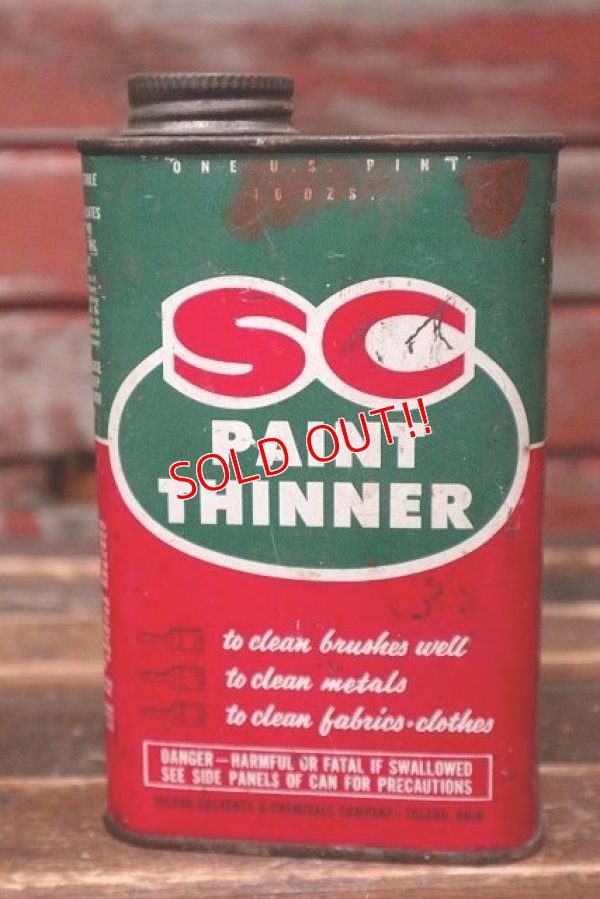 ONE U.S. PINT
16 OZS.
SC
PAINT
THINNER
SOLD OUT!!
to clean brushes well
to clean metals
to clean fabrics·clothes
DANGER—HARMFUL OR FATAL IF SWALLOWED
SEE SIDE PANELS OF CAN FOR PRECAUTIONS
TOLEDO SOLVENTS & CHEMICALS COMPANY—TOLEDO, OHIO